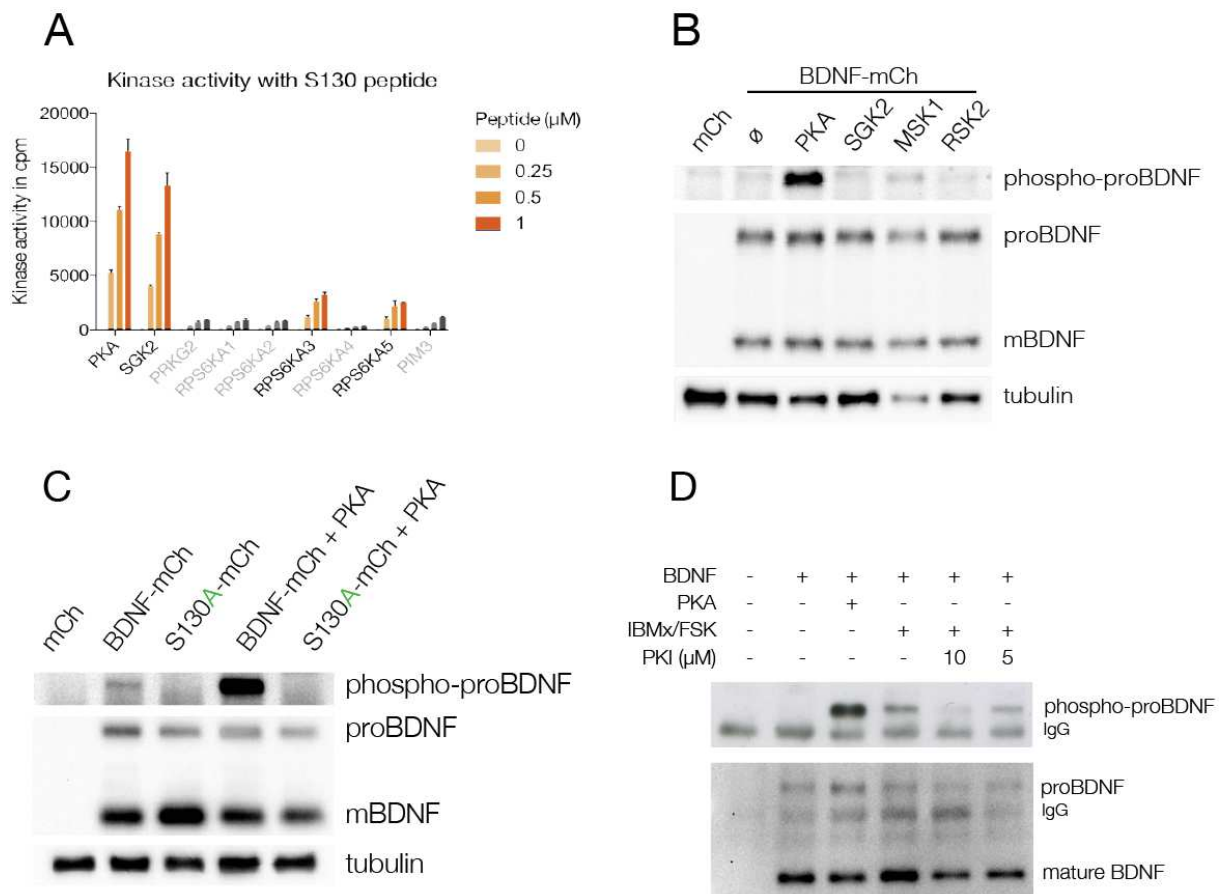 A
Kinase activity with S130 peptide
Kinase activity in cpm
20000
15000
10000
5000
0
PKA
SGK2
PRKG2
RPS6KA1
RPS6KA2
RPS6KA3
RPS6KA4
RPS6KA5
PIM3
Peptide (μM)
0
0.25
0.5
1
B
BDNF-mCh
mCh
ø
PKA
SGK2
MSK1
RSK2
phospho-proBDNF
proBDNF
mBDNF
tubulin
C
mCh
BDNF-mCh
S130A-mCh
BDNF-mCh + PKA
S130A-mCh + PKA
phospho-proBDNF
proBDNF
mBDNF
tubulin
D
BDNF - + + + + +
PKA - - + - - -
IBMx/FSK - - - + + +
PKI (μM) - - - - 10 5
phospho-proBDNF
IgG
proBDNF
IgG
mature BDNF